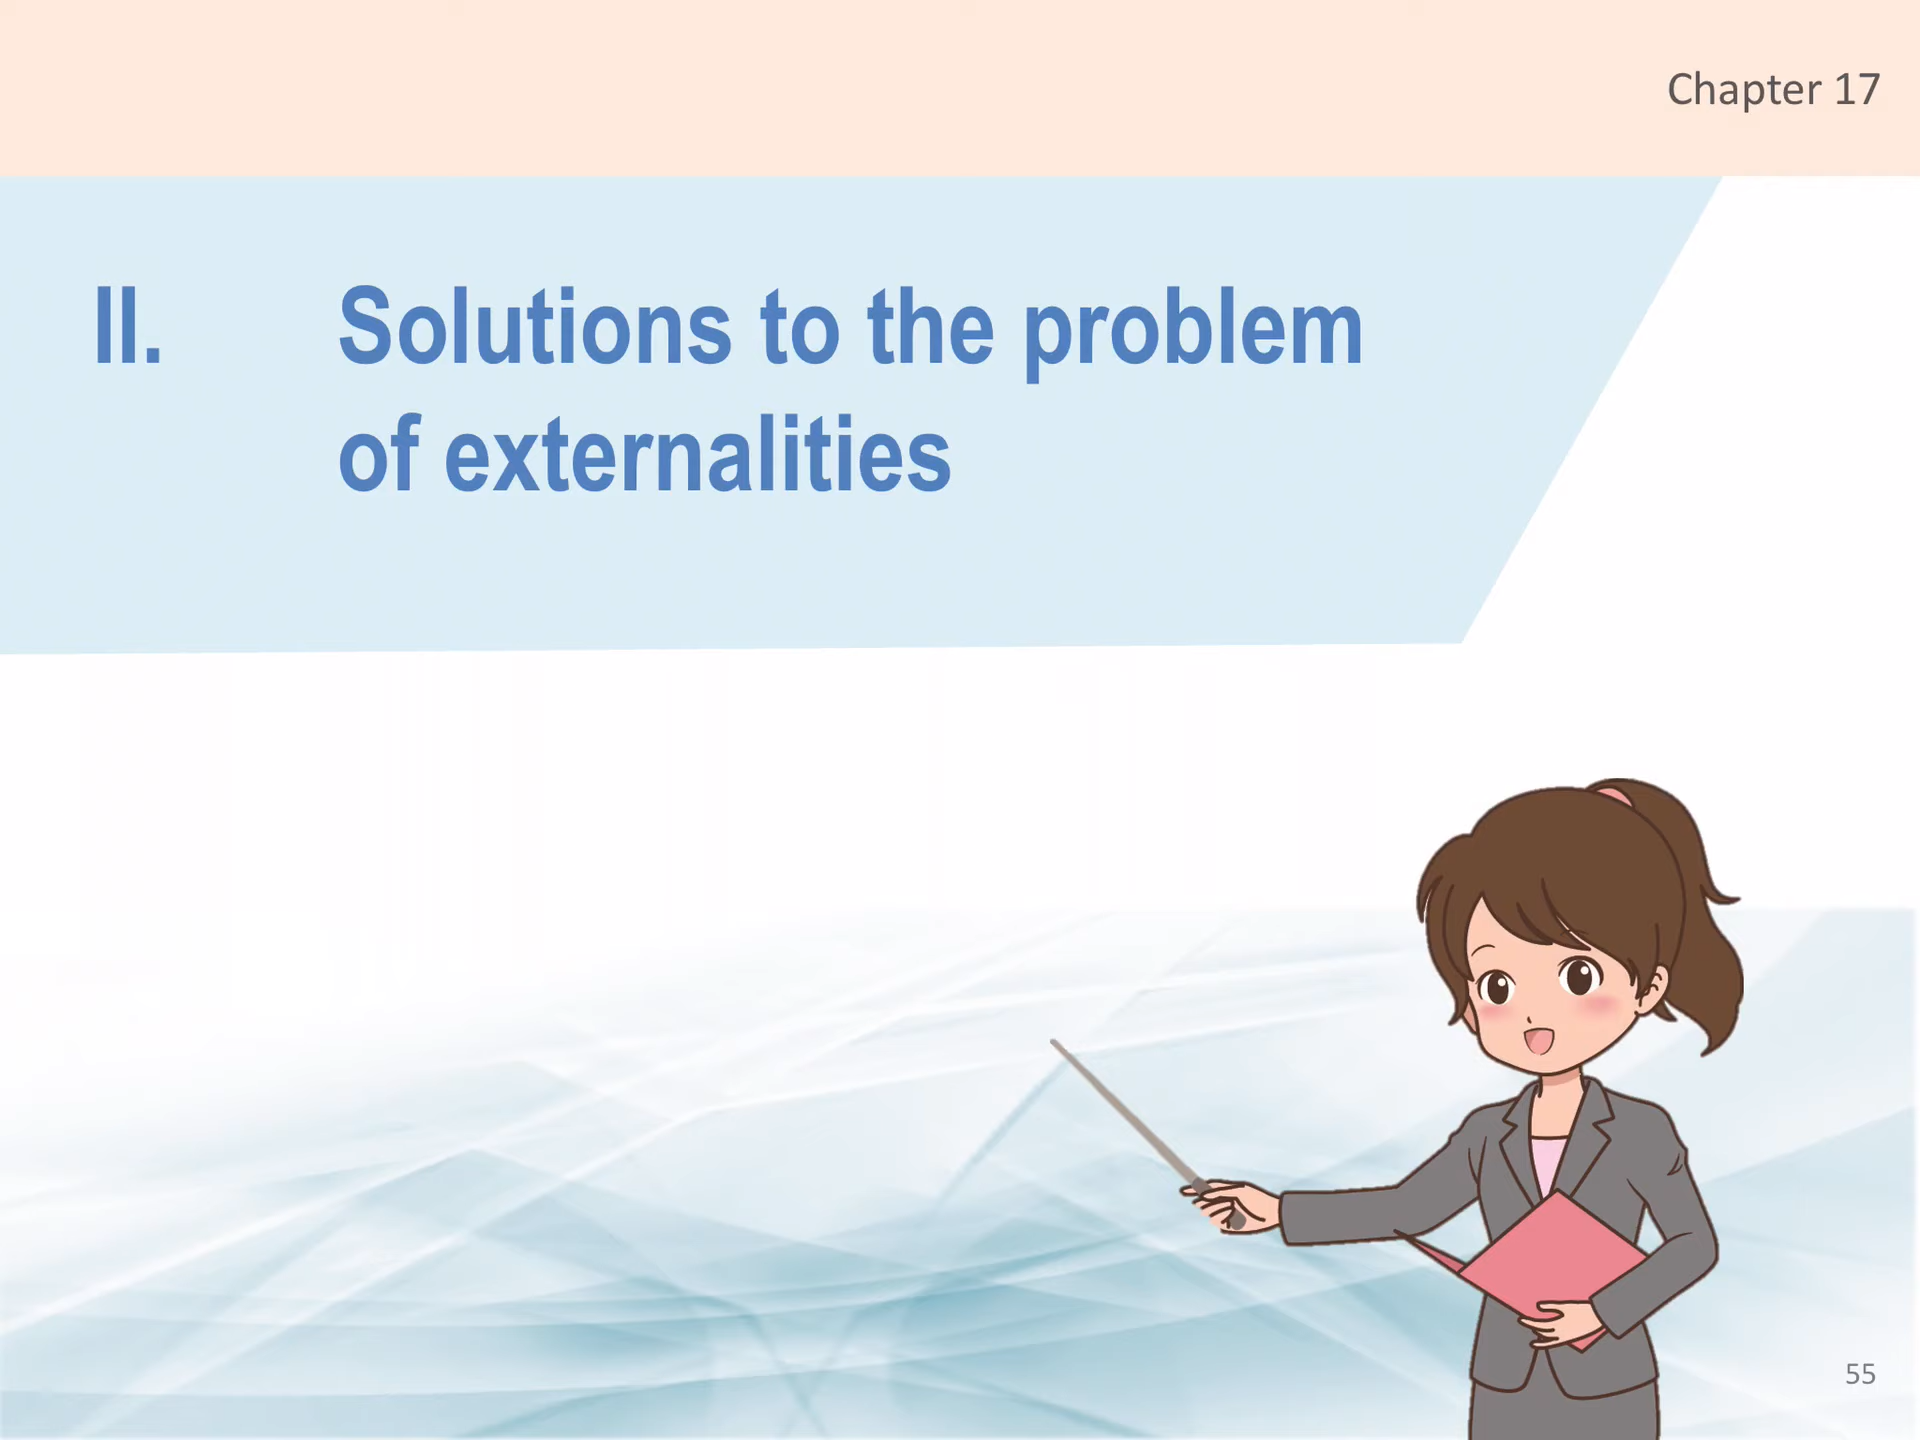 Chapter 17
II. Solutions to the problem
of externalities
55